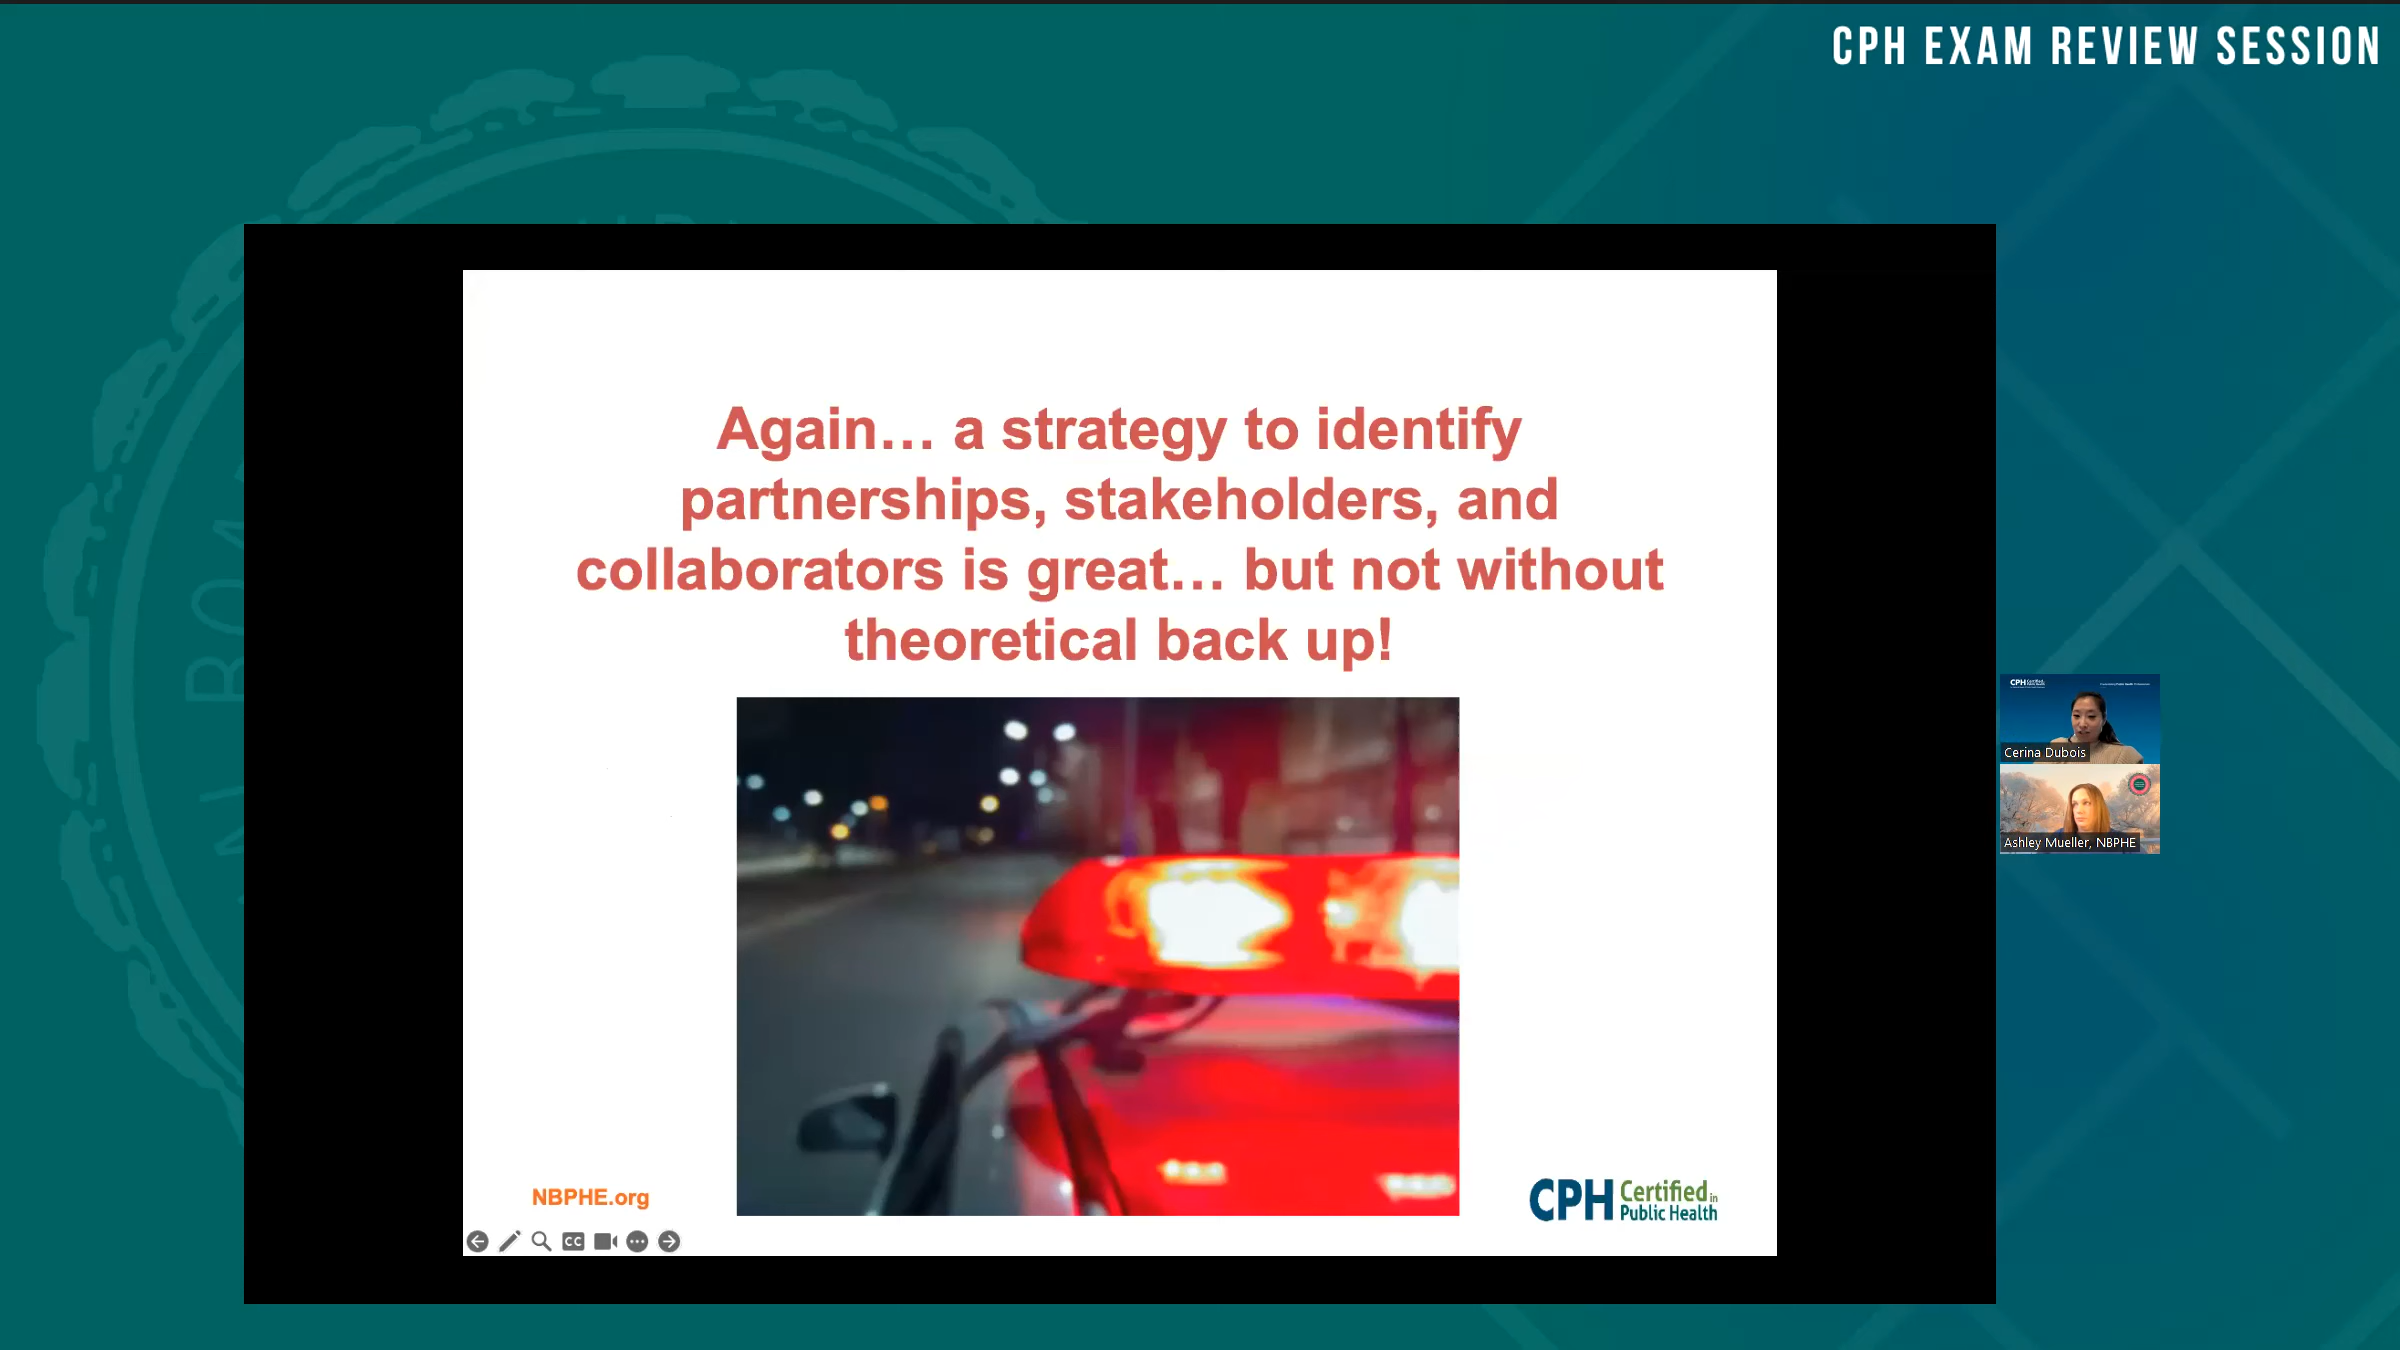 CPH EXAM REVIEW SESSION
Again… a strategy to identify
partnerships, stakeholders, and
collaborators is great… but not without
theoretical back up!
NBPHE.org
CPH Certified in
Public Health
CC
Cerina Dubois
Ashley Mueller, NBPHE